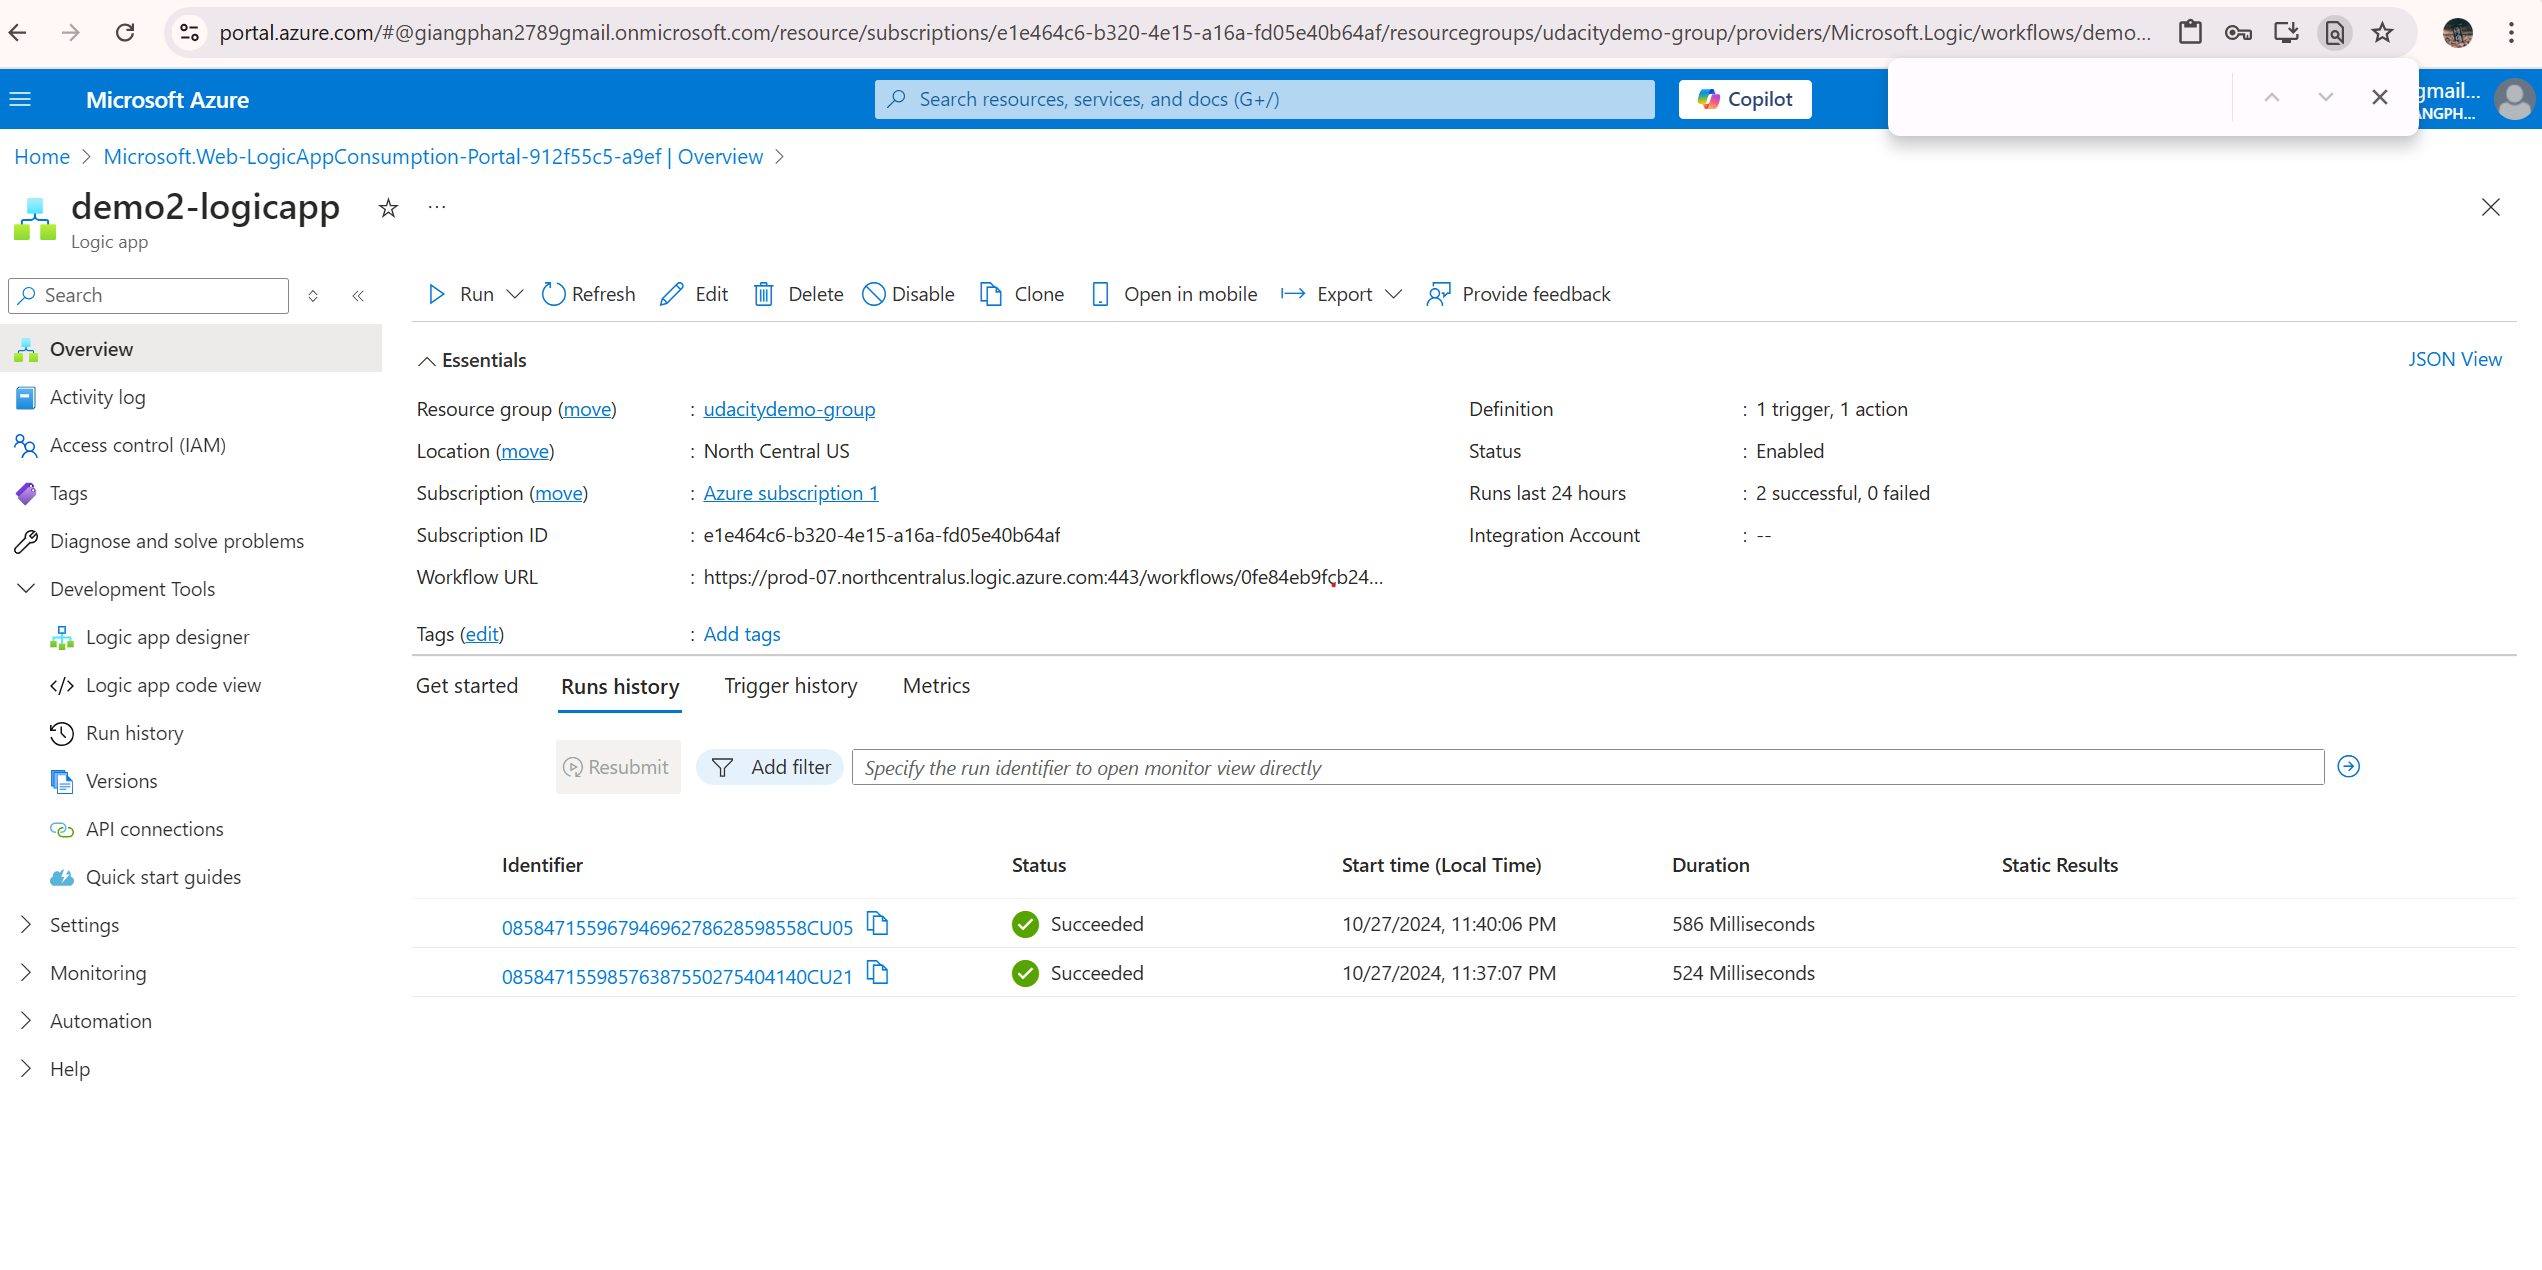 portal.azure.com/#@giangphan2789gmail.onmicrosoft.com/resource/subscriptions/e1e464c6-b320-4e15-a16a-fd05e40b64af/resourcegroups/udacitydemo-group/providers/Microsoft.Logic/workflows/demo...
Microsoft Azure
Search resources, services, and docs (G+/)
Copilot
gmail...
ANGPH...
Home > Microsoft.Web-LogicAppConsumption-Portal-912f55c5-a9ef | Overview >
demo2-logicapp
Logic app
Search
Run Refresh Edit Delete Disable Clone Open in mobile Export Provide feedback
Overview
Activity log
Access control (IAM)
Tags
Diagnose and solve problems
Development Tools
Logic app designer
Logic app code view
Run history
Versions
API connections
Quick start guides
Settings
Monitoring
Automation
Help
Essentials
JSON View
Resource group (move) : udacitydemo-group
Location (move) : North Central US
Subscription (move) : Azure subscription 1
Subscription ID : e1e464c6-b320-4e15-a16a-fd05e40b64af
Workflow URL : https://prod-07.northcentralus.logic.azure.com:443/workflows/0fe84eb9fcb24...
Tags (edit) : Add tags
Definition : 1 trigger, 1 action
Status : Enabled
Runs last 24 hours : 2 successful, 0 failed
Integration Account : --
Get started Runs history Trigger history Metrics
Resubmit Add filter Specify the run identifier to open monitor view directly
Identifier Status Start time (Local Time) Duration Static Results
08584715596794696278628598558CU05 Succeeded 10/27/2024, 11:40:06 PM 586 Milliseconds
08584715598576387550275404140CU21 Succeeded 10/27/2024, 11:37:07 PM 524 Milliseconds